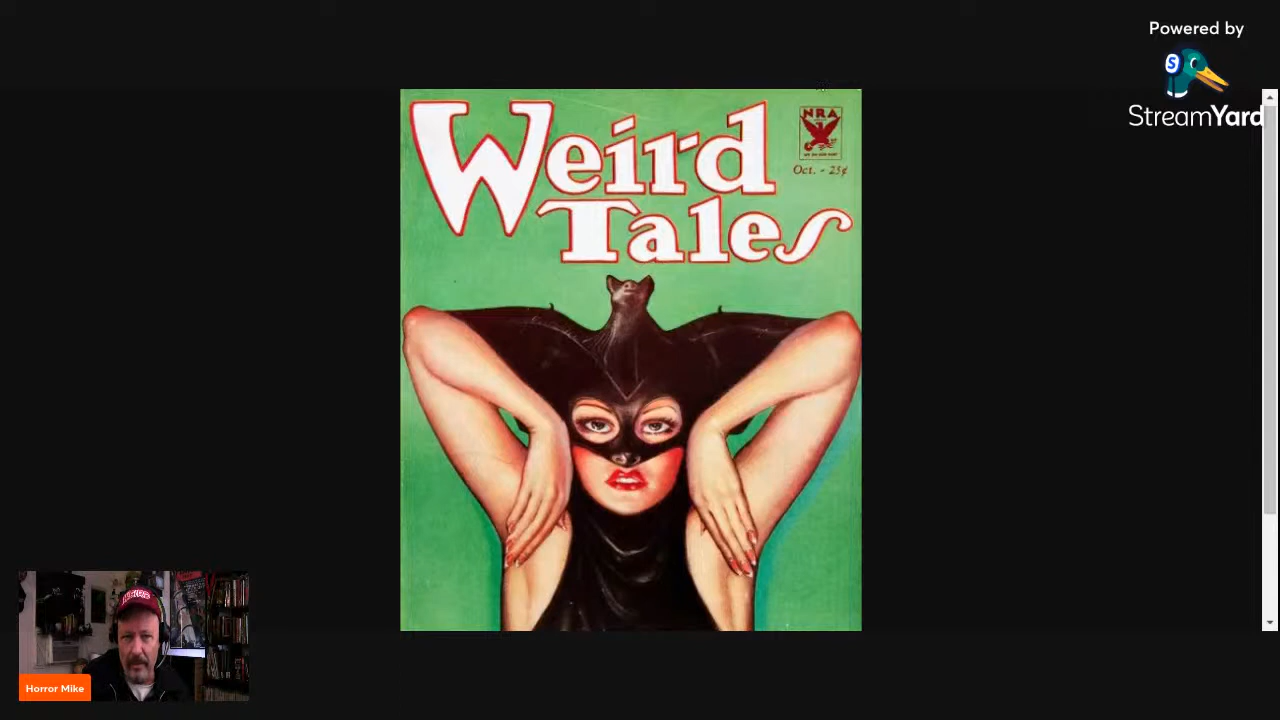 Powered by
S
StreamYard
Weird
Tales
NRA
Oct. - 25¢
Horror Mike